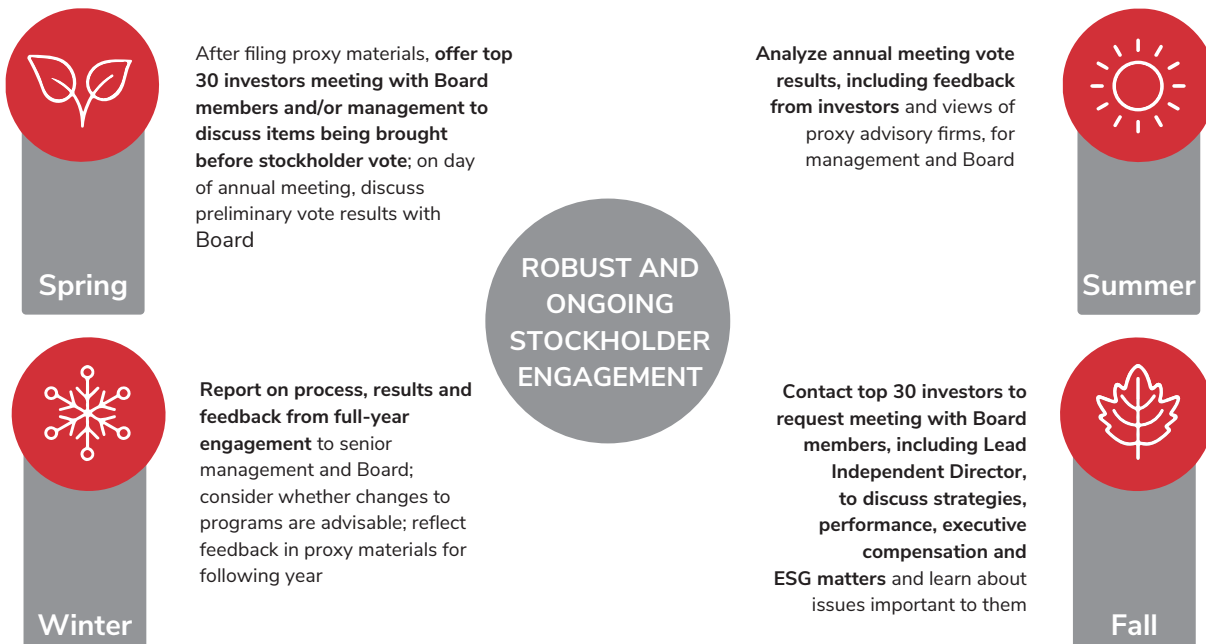 After filing proxy materials, offer top
30 investors meeting with Board
members and/or management to
discuss items being brought
before stockholder vote; on day
of annual meeting, discuss
preliminary vote results with
Board
Spring
Analyze annual meeting vote
results, including feedback
from investors and views of
proxy advisory firms, for
management and Board
Summer
ROBUST AND
ONGOING
STOCKHOLDER
ENGAGEMENT
Report on process, results and
feedback from full-year
engagement to senior
management and Board;
consider whether changes to
programs are advisable; reflect
feedback in proxy materials for
following year
Winter
Contact top 30 investors to
request meeting with Board
members, including Lead
Independent Director,
to discuss strategies,
performance, executive
compensation and
ESG matters and learn about
issues important to them
Fall